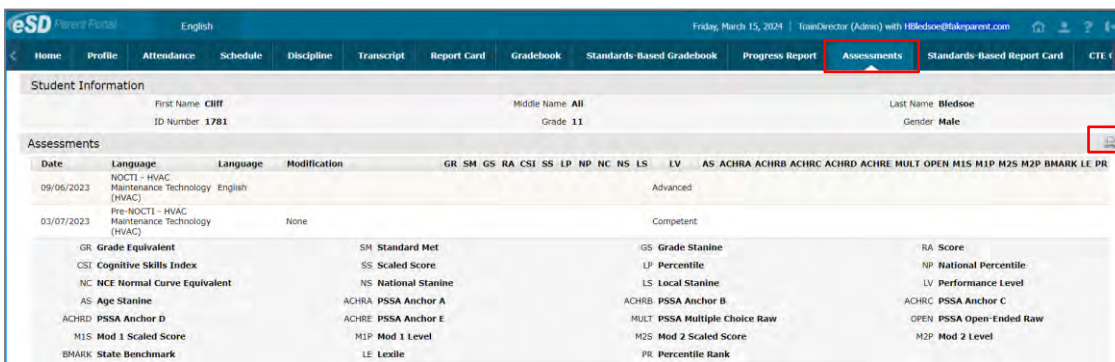 eSD Parent Portal English Friday, March 15, 2024 | TrainDirector (Admin) with HBledsoe@fakeparent.com ?
Home Profile Attendance Schedule Discipline Transcript Report Card Gradebook Standards-Based Gradebook Progress Report Assessments Standards-Based Report Card CTE
Student Information
First Name Cliff Middle Name Ali Last Name Bledsoe
ID Number 1781 Grade 11 Gender Male
Assessments
Date Language Language Modification GR SM GS RA CSI SS LP NP NC NS LS LV AS ACHRA ACHRB ACHRC ACHRD ACHRE MULT OPEN M1S M1P M2S M2P BMARK LE PR
NOCTI - HVAC
09/06/2023 Maintenance Technology English Advanced
(HVAC)
Pre-NOCTI - HVAC
03/07/2023 Maintenance Technology None Competent
(HVAC)
GR Grade Equivalent SM Standard Met GS Grade Stanine RA Score
CSI Cognitive Skills Index SS Scaled Score LP Percentile NP National Percentile
NC NCE Normal Curve Equivalent NS National Stanine LS Local Stanine LV Performance Level
AS Age Stanine ACHRA PSSA Anchor A ACHRB PSSA Anchor B ACHRC PSSA Anchor C
ACHRD PSSA Anchor D ACHRE PSSA Anchor E MULT PSSA Multiple Choice Raw OPEN PSSA Open-Ended Raw
M1S Mod 1 Scaled Score M1P Mod 1 Level M2S Mod 2 Scaled Score M2P Mod 2 Level
BMARK State Benchmark LE Lexile PR Percentile Rank